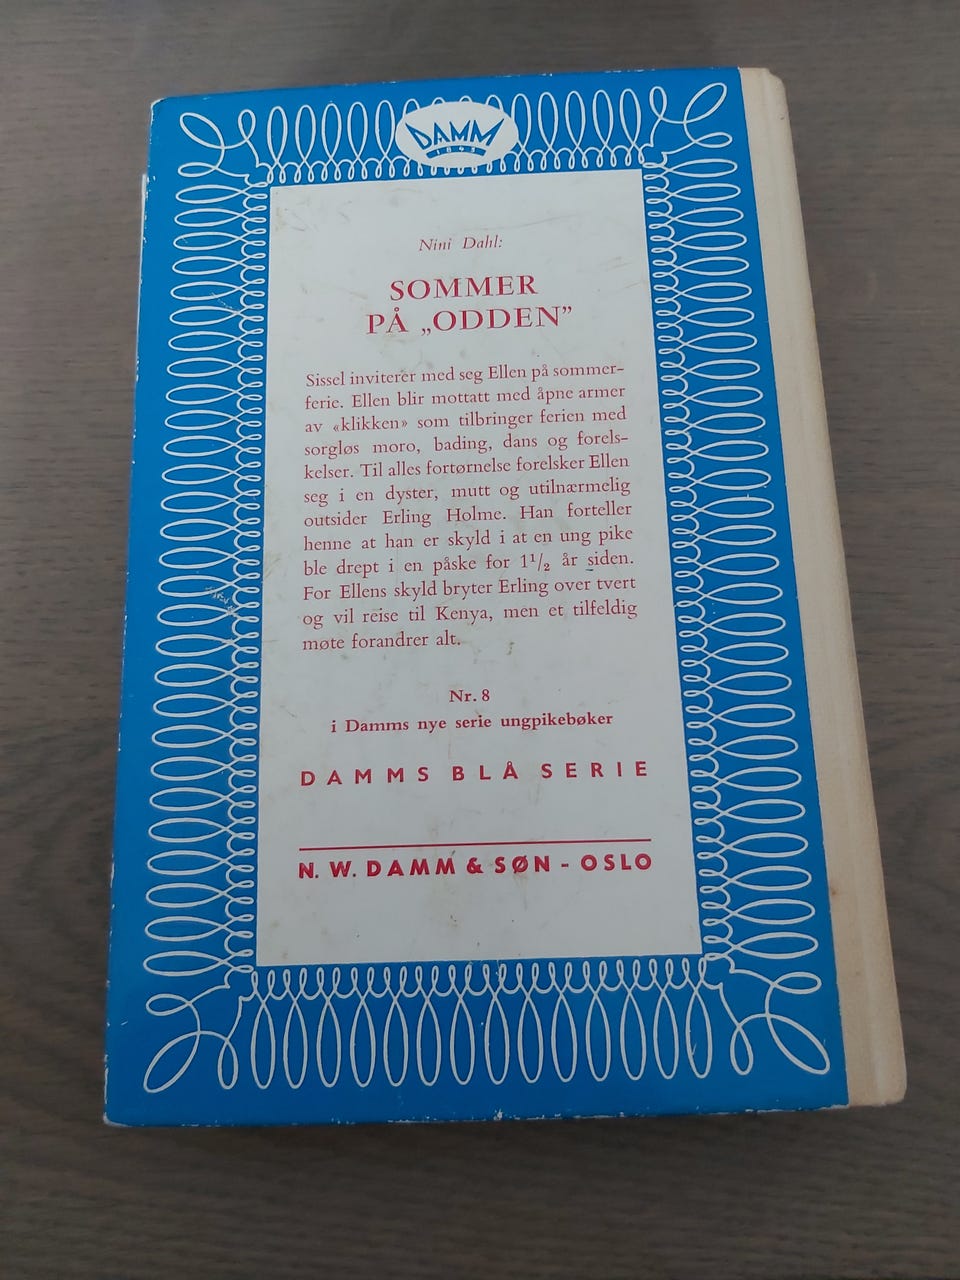 DAMM
1843
Nini Dahl:
SOMMER
PÅ „ODDEN”
Sissel inviterer med seg Ellen på sommer-
ferie. Ellen blir mottatt med åpne armer
av «klikken» som tilbringer ferien med
sorgløs moro, bading, dans og forels-
kelser. Til alles fortørnelse forelsker Ellen
seg i en dyster, mutt og utilnærmelig
outsider Erling Holme. Han forteller
henne at han er skyld i at en ung pike
ble drept i en påske for 1¹/₂ år siden.
For Ellens skyld bryter Erling over tvert
og vil reise til Kenya, men et tilfeldig
møte forandrer alt.
Nr. 8
i Damms nye serie ungpikebøker
DAMMS BLÅ SERIE
N. W. DAMM & SØN - OSLO